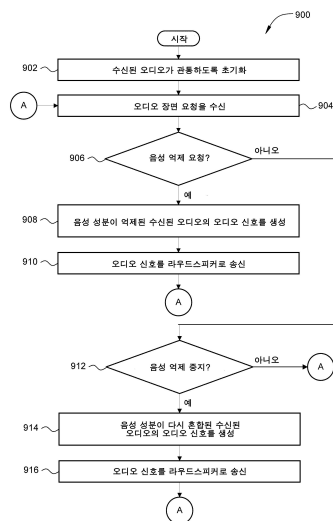 900
시작
902
수신된 오디오가 관통하도록 초기화
A
오디오 장면 요청을 수신
904
906
음성 억제 요청?
아니오
예
908
음성 성분이 억제된 수신된 오디오의 오디오 신호를 생성
910
오디오 신호를 라우드스피커로 송신
A
912
음성 억제 중지?
아니오
A
예
914
음성 성분이 다시 혼합된 수신된
오디오의 오디오 신호를 생성
916
오디오 신호를 라우드스피커로 송신
A